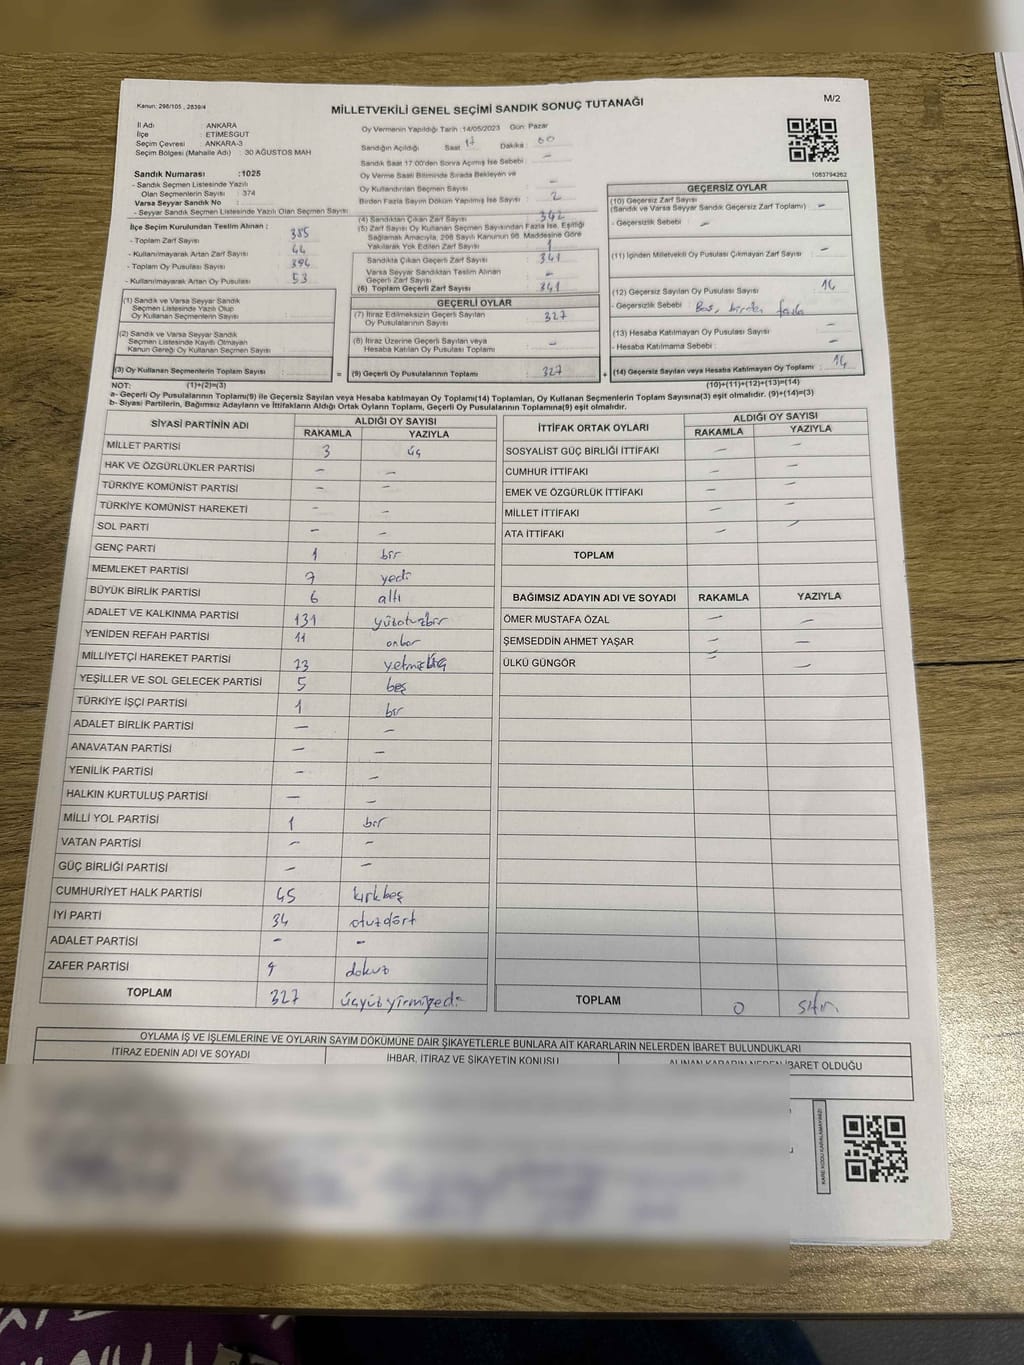 Kanun: 298/105 , 2839/4
MİLLETVEKİLİ GENEL SEÇİMİ SANDIK SONUÇ TUTANAĞI
M/2
İl Adı : ANKARA
İlçe : ETİMESGUT
Seçim Çevresi : ANKARA-3
Seçim Bölgesi (Mahalle Adı) : 30 AĞUSTOS MAH
Sandık Numarası :1025
- Sandık Seçmen Listesinde Yazılı
Olan Seçmenlerin Sayısı : 374
Varsa Seyyar Sandık No :
- Seyyar Sandık Seçmen Listesinde Yazılı Olan Seçmen Sayısı
Oy Vermenin Yapıldığı Tarih :14/05/2023 Gün: Pazar
Sandığın Açıldığı Saat : 17 Dakika : 00
Sandık Saat 17:00'den Sonra Açılmış İse Sebebi : —
Oy Verme Saati Bitiminde Sırada Bekleyen ve
Oy Kullandırılan Seçmen Sayısı —
Birden Fazla Sayım Döküm Yapılmış İse Sayısı : 2
1083794262
İlçe Seçim Kurulundan Teslim Alınan ;
- Toplam Zarf Sayısı 385
- Kullanılmayarak Artan Zarf Sayısı 44
- Toplam Oy Pusulası Sayısı 394
- Kullanılmayarak Artan Oy Pusulası 53
(4) Sandıktan Çıkan Zarf Sayısı : 342
(5) Zarf Sayısı Oy Kullanan Seçmen Sayısından Fazla İse, Eşitliği
Sağlamak Amacıyla, 298 Sayılı Kanunun 98. Maddesine Göre
Yakılarak Yok Edilen Zarf Sayısı : 1
Sandıkta Çıkan Geçerli Zarf Sayısı : 341
Varsa Seyyar Sandıktan Teslim Alınan
Geçerli Zarf Sayısı : —
(6) Toplam Geçerli Zarf Sayısı : 341
GEÇERSİZ OYLAR
(10) Geçersiz Zarf Sayısı
(Sandık ve Varsa Seyyar Sandık Geçersiz Zarf Toplamı) : —
- Geçersizlik Sebebi : —
(11) İçinden Milletvekili Oy Pusulası Çıkmayan Zarf Sayısı : —
(12) Geçersiz Sayılan Oy Pusulası Sayısı : 14
- Geçersizlik Sebebi : Boş, birden fazla
(13) Hesaba Katılmayan Oy Pusulası Sayısı : —
- Hesaba Katılmama Sebebi : —
(14) Geçersiz Sayılan veya Hesaba Katılmayan Oy Toplamı : 14
(1) Sandık ve Varsa Seyyar Sandık
Seçmen Listesinde Yazılı Olup
Oy Kullanan Seçmenlerin Sayısı :
(2) Sandık ve Varsa Seyyar Sandık
Seçmen Listesinde Kayıtlı Olmayan
Kanun Gereği Oy Kullanan Seçmen Sayısı :
(3) Oy Kullanan Seçmenlerin Toplam Sayısı :
GEÇERLİ OYLAR
(7) İtiraz Edilmeksizin Geçerli Sayılan
Oy Pusulalarının Sayısı : 327
(8) İtiraz Üzerine Geçerli Sayılan veya
Hesaba Katılan Oy Pusulası Toplamı : —
= (9) Geçerli Oy Pusulalarının Toplamı : 327 +
NOT: (1)+(2)=(3) (10)+(11)+(12)+(13)=(14)
a- Geçerli Oy Pusulalarının Toplamı(9) ile Geçersiz Sayılan veya Hesaba katılmayan Oy Toplamı(14) Toplamları, Oy Kullanan Seçmenlerin Toplam Sayısına(3) eşit olmalıdır. (9)+(14)=(3)
b- Siyasi Partilerin, Bağımsız Adayların ve İttifakların Aldığı Ortak Oyların Toplamı, Geçerli Oy Pusulalarının Toplamına(9) eşit olmalıdır.
SİYASİ PARTİNİN ADI ALDIĞI OY SAYISI
RAKAMLA YAZIYLA
MİLLET PARTİSİ 3 üç
HAK VE ÖZGÜRLÜKLER PARTİSİ — —
TÜRKİYE KOMÜNİST PARTİSİ — —
TÜRKİYE KOMÜNİST HAREKETİ — —
SOL PARTİ — —
GENÇ PARTİ 1 bir
MEMLEKET PARTİSİ 7 yedi
BÜYÜK BİRLİK PARTİSİ 6 altı
ADALET VE KALKINMA PARTİSİ 131 yüzotuzbir
YENİDEN REFAH PARTİSİ 11 onbir
MİLLİYETÇİ HAREKET PARTİSİ 73 yetmişüç
YEŞİLLER VE SOL GELECEK PARTİSİ 5 beş
TÜRKİYE İŞÇİ PARTİSİ 1 bir
ADALET BİRLİK PARTİSİ — —
ANAVATAN PARTİSİ — —
YENİLİK PARTİSİ — —
HALKIN KURTULUŞ PARTİSİ — —
MİLLİ YOL PARTİSİ 1 bir
VATAN PARTİSİ — —
GÜÇ BİRLİĞİ PARTİSİ — —
CUMHURİYET HALK PARTİSİ 45 kırkbeş
İYİ PARTİ 34 otuzdört
ADALET PARTİSİ — —
ZAFER PARTİSİ 9 dokuz
TOPLAM 327 üçyüzyirmiyedi
İTTİFAK ORTAK OYLARI ALDIĞI OY SAYISI
RAKAMLA YAZIYLA
SOSYALİST GÜÇ BİRLİĞİ İTTİFAKI — —
CUMHUR İTTİFAKI — —
EMEK VE ÖZGÜRLÜK İTTİFAKI — —
MİLLET İTTİFAKI — —
ATA İTTİFAKI — —
TOPLAM
BAĞIMSIZ ADAYIN ADI VE SOYADI RAKAMLA YAZIYLA
ÖMER MUSTAFA ÖZAL — —
ŞEMSEDDİN AHMET YAŞAR — —
ÜLKÜ GÜNGÖR — —
TOPLAM 0 sıfır
OYLAMA İŞ VE İŞLEMLERİNE VE OYLARIN SAYIM DÖKÜMÜNE DAİR ŞİKAYETLERLE BUNLARA AİT KARARLARIN NELERDEN İBARET BULUNDUKLARI
İTİRAZ EDENİN ADI VE SOYADI İHBAR, İTİRAZ VE ŞİKAYETİN KONUSU ALINAN KARARIN NEDEN İBARET OLDUĞU
KARE KODU KARALAMAYINIZ!